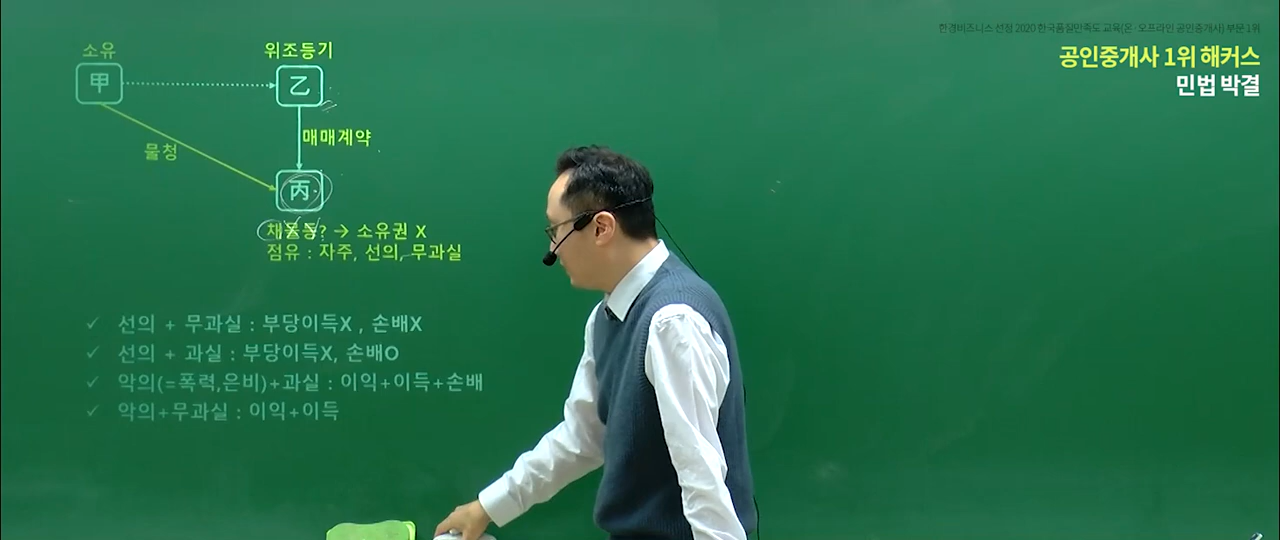 한경비즈니스 선정 2020 한국품질만족도 교육(온·오프라인 공인중개사) 부문 1위
공인중개사 1위 해커스
민법 박결
소유
위조등기
甲
乙
매매계약
물청
丙
채물등? → 소유권 X
점유 : 자주, 선의, 무과실
✓ 선의 + 무과실 : 부당이득X , 손배X
✓ 선의 + 과실 : 부당이득X, 손배O
✓ 악의(=폭력,은비)+과실 : 이익+이득+손배
✓ 악의+무과실 : 이익+이득